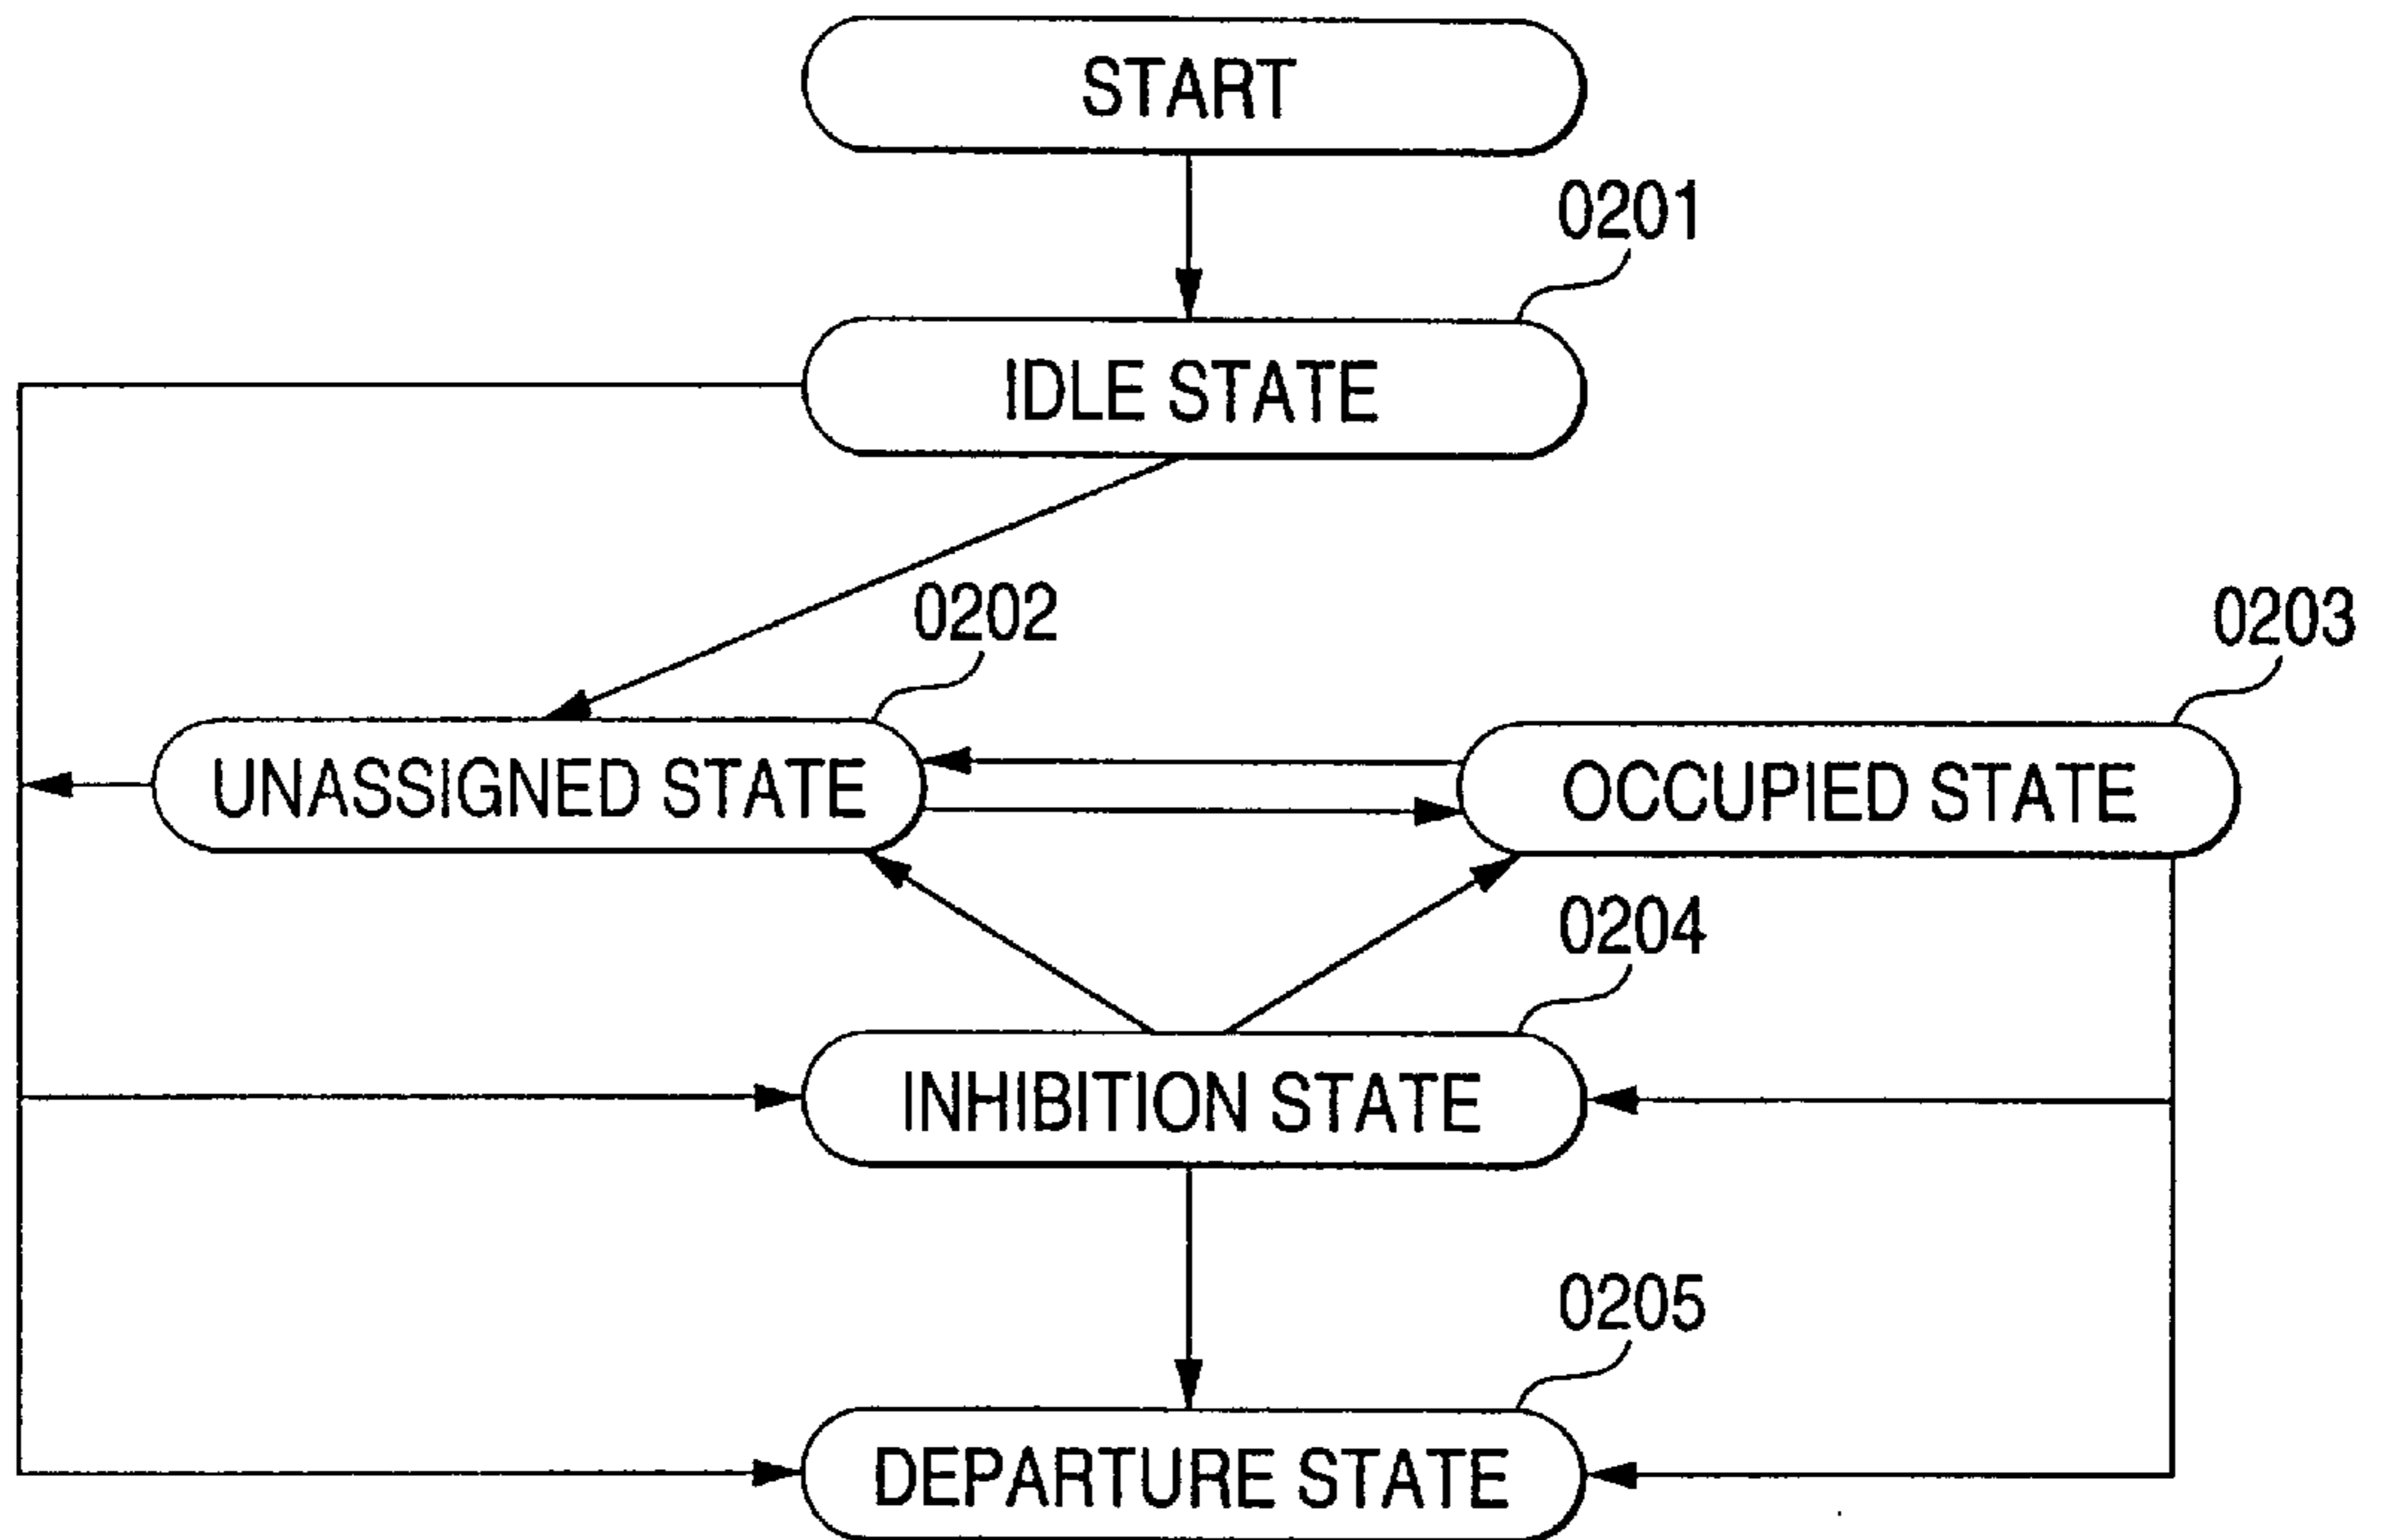 START
0201
IDLE STATE
0202
0203
UNASSIGNED STATE
OCCUPIED STATE
0204
INHIBITION STATE
0205
DEPARTURE STATE